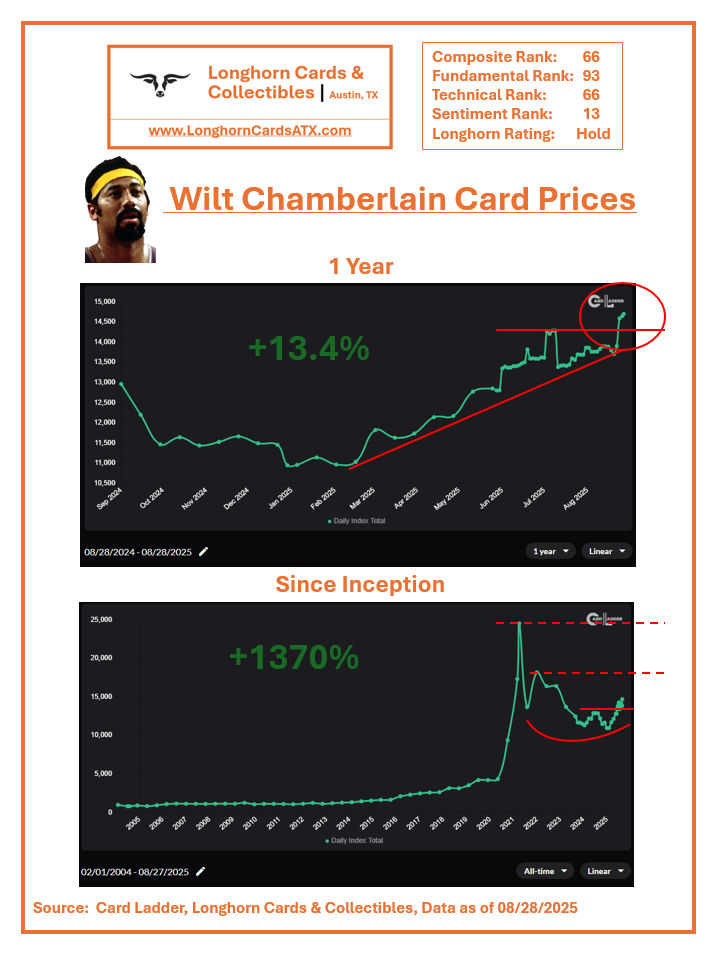 Longhorn Cards &
Collectibles | Austin, TX
www.LonghornCardsATX.com
Composite Rank: 66
Fundamental Rank: 93
Technical Rank: 66
Sentiment Rank: 13
Longhorn Rating: Hold
Wilt Chamberlain Card Prices
1 Year
CARD LADDER
15,000
14,500
14,000
13,500
13,000
12,500
12,000
11,500
11,000
10,500
+13.4%
Sep 2024
Oct 2024
Nov 2024
Dec 2024
Jan 2025
Feb 2025
Mar 2025
Apr 2025
May 2025
Jun 2025
Jul 2025
Aug 2025
Daily Index Total
08/28/2024 - 08/28/2025
1 year
Linear
Since Inception
CARD LADDER
25,000
20,000
15,000
10,000
5,000
0
+1370%
2005
2006
2007
2008
2009
2010
2011
2012
2013
2014
2015
2016
2017
2018
2019
2020
2021
2022
2023
2024
2025
Daily Index Total
02/01/2004 - 08/27/2025
All-time
Linear
Source: Card Ladder, Longhorn Cards & Collectibles, Data as of 08/28/2025